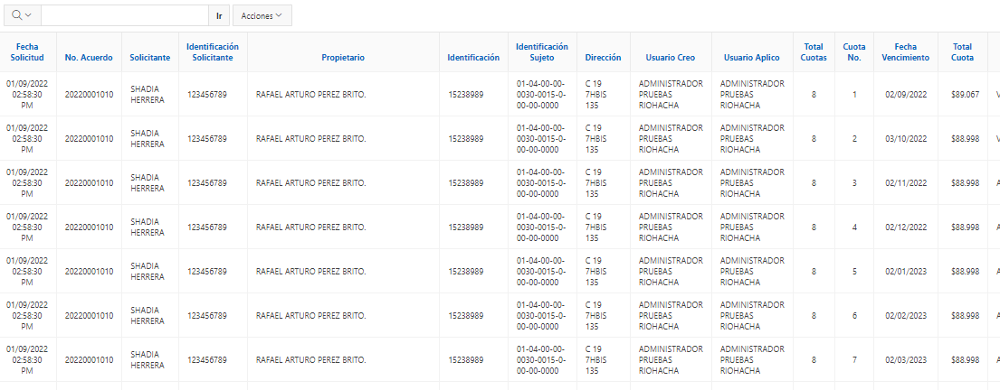 Ir Acciones
Fecha Solicitud No. Acuerdo Solicitante Identificación Solicitante Propietario Identificación Identificación Sujeto Dirección Usuario Creo Usuario Aplico Total Cuotas Cuota No. Fecha Vencimiento Total Cuota
01/09/2022 02:58:30 PM 20220001010 SHADIA HERRERA 123456789 RAFAEL ARTURO PEREZ BRITO. 15238989 01-04-00-00-0030-0015-0-00-00-0000 C 19 7HBIS 135 ADMINISTRADOR PRUEBAS RIOHACHA ADMINISTRADOR PRUEBAS RIOHACHA 8 1 02/09/2022 $89.067 V
01/09/2022 02:58:30 PM 20220001010 SHADIA HERRERA 123456789 RAFAEL ARTURO PEREZ BRITO. 15238989 01-04-00-00-0030-0015-0-00-00-0000 C 19 7HBIS 135 ADMINISTRADOR PRUEBAS RIOHACHA ADMINISTRADOR PRUEBAS RIOHACHA 8 2 03/10/2022 $88.998 V
01/09/2022 02:58:30 PM 20220001010 SHADIA HERRERA 123456789 RAFAEL ARTURO PEREZ BRITO. 15238989 01-04-00-00-0030-0015-0-00-00-0000 C 19 7HBIS 135 ADMINISTRADOR PRUEBAS RIOHACHA ADMINISTRADOR PRUEBAS RIOHACHA 8 3 02/11/2022 $88.998
01/09/2022 02:58:30 PM 20220001010 SHADIA HERRERA 123456789 RAFAEL ARTURO PEREZ BRITO. 15238989 01-04-00-00-0030-0015-0-00-00-0000 C 19 7HBIS 135 ADMINISTRADOR PRUEBAS RIOHACHA ADMINISTRADOR PRUEBAS RIOHACHA 8 4 02/12/2022 $88.998
01/09/2022 02:58:30 PM 20220001010 SHADIA HERRERA 123456789 RAFAEL ARTURO PEREZ BRITO. 15238989 01-04-00-00-0030-0015-0-00-00-0000 C 19 7HBIS 135 ADMINISTRADOR PRUEBAS RIOHACHA ADMINISTRADOR PRUEBAS RIOHACHA 8 5 02/01/2023 $88.998
01/09/2022 02:58:30 PM 20220001010 SHADIA HERRERA 123456789 RAFAEL ARTURO PEREZ BRITO. 15238989 01-04-00-00-0030-0015-0-00-00-0000 C 19 7HBIS 135 ADMINISTRADOR PRUEBAS RIOHACHA ADMINISTRADOR PRUEBAS RIOHACHA 8 6 02/02/2023 $88.998
01/09/2022 02:58:30 PM 20220001010 SHADIA HERRERA 123456789 RAFAEL ARTURO PEREZ BRITO. 15238989 01-04-00-00-0030-0015-0-00-00-0000 C 19 7HBIS 135 ADMINISTRADOR PRUEBAS RIOHACHA ADMINISTRADOR PRUEBAS RIOHACHA 8 7 02/03/2023 $88.998